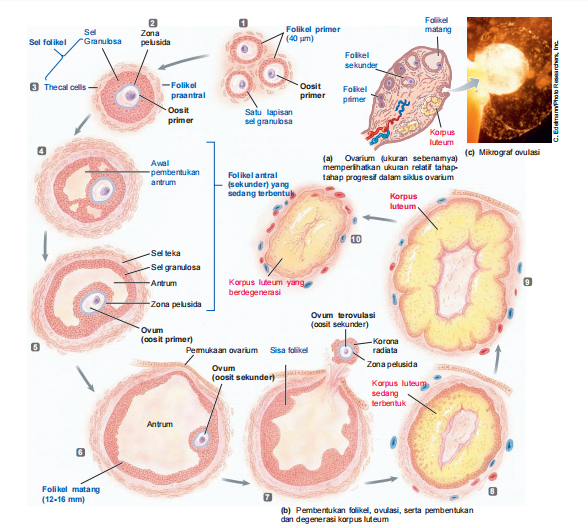 2
1
Sel folikel
Sel
Granulosa
Zona
pelusida
Folikel primer
(40 µm)
3
Thecal cells
Folikel
praantral
Oosit
primer
Oosit
primer
Satu lapisan
sel granulosa
Folikel
matang
Folikel
sekunder
Folikel
primer
Korpus
luteum
C. Edelmann/Photo Researchers, Inc.
(a) Ovarium (ukuran sebenarnya)
memperlihatkan ukuran relatif tahap-
tahap progresif dalam siklus ovarium
(c) Mikrograf ovulasi
4
Awal
pembentukan
antrum
Folikel antral
(sekunder) yang
sedang terbentuk
Korpus
luteum
10
Korpus luteum yang
berdegenerasi
9
Sel teka
Sel granulosa
Antrum
Zona pelusida
Ovum
(oosit primer)
5
Permukaan ovarium
Sisa folikel
Ovum terovulasi
(oosit sekunder)
Korona
radiata
Zona pelusida
Ovum
(oosit sekunder)
Korpus luteum
sedang
terbentuk
Antrum
6
Folikel matang
(12-16 mm)
7
8
(b) Pembentukan folikel, ovulasi, serta pembentukan
dan degenerasi korpus luteum